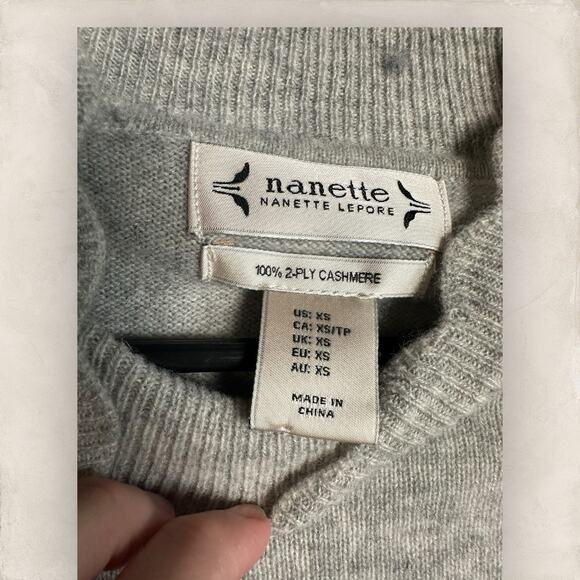 nanette
NANETTE LEPORE
100% 2-PLY CASHMERE
US: XS
CA: XS/TP
UK: XS
EU: XS
AU: XS
MADE IN
CHINA